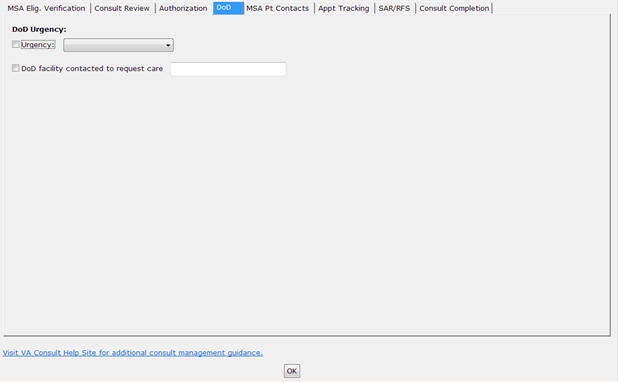 MSA Elig. Verification Consult Review Authorization DoD MSA Pt Contacts Appt Tracking SAR/RFS Consult Completion
DoD Urgency:
Urgency:
DoD facility contacted to request care
Visit VA Consult Help Site for additional consult management guidance.
OK